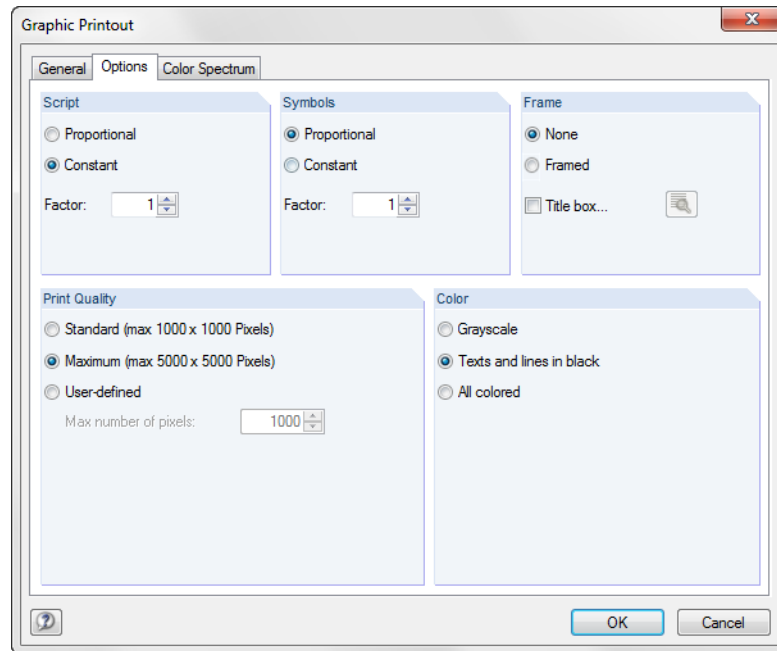 Graphic Printout
General Options Color Spectrum
Script
Proportional
Constant
Factor: 1
Symbols
Proportional
Constant
Factor: 1
Frame
None
Framed
Title box...
Print Quality
Standard (max 1000 x 1000 Pixels)
Maximum (max 5000 x 5000 Pixels)
User-defined
Max number of pixels: 1000
Color
Grayscale
Texts and lines in black
All colored
OK Cancel